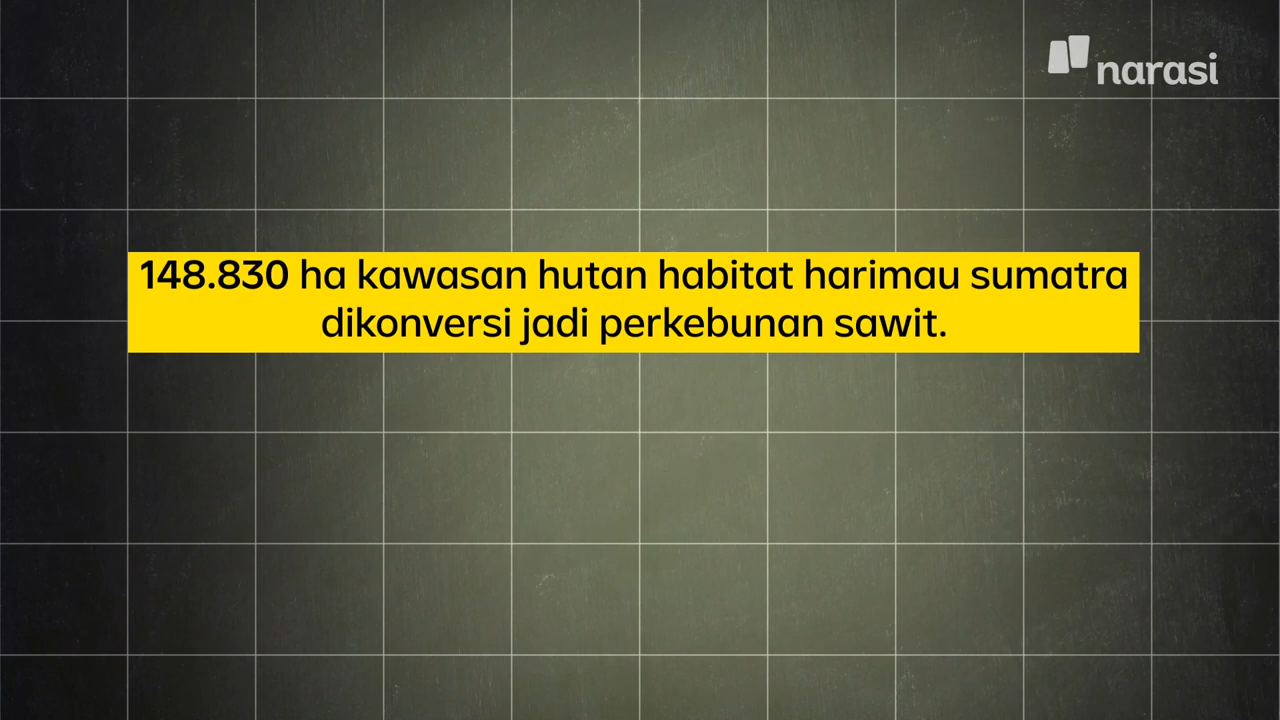 narasi
148.830 ha kawasan hutan habitat harimau sumatra
dikonversi jadi perkebunan sawit.